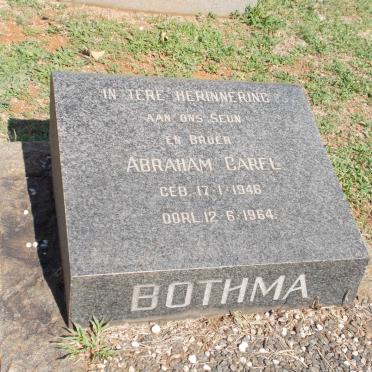 IN TERE HERINNERING
AAN ONS SEUN
EN BROER
ABRAHAM CAREL
GEB. 17·1·1946
OORL. 12·6·1964.
BOTHMA